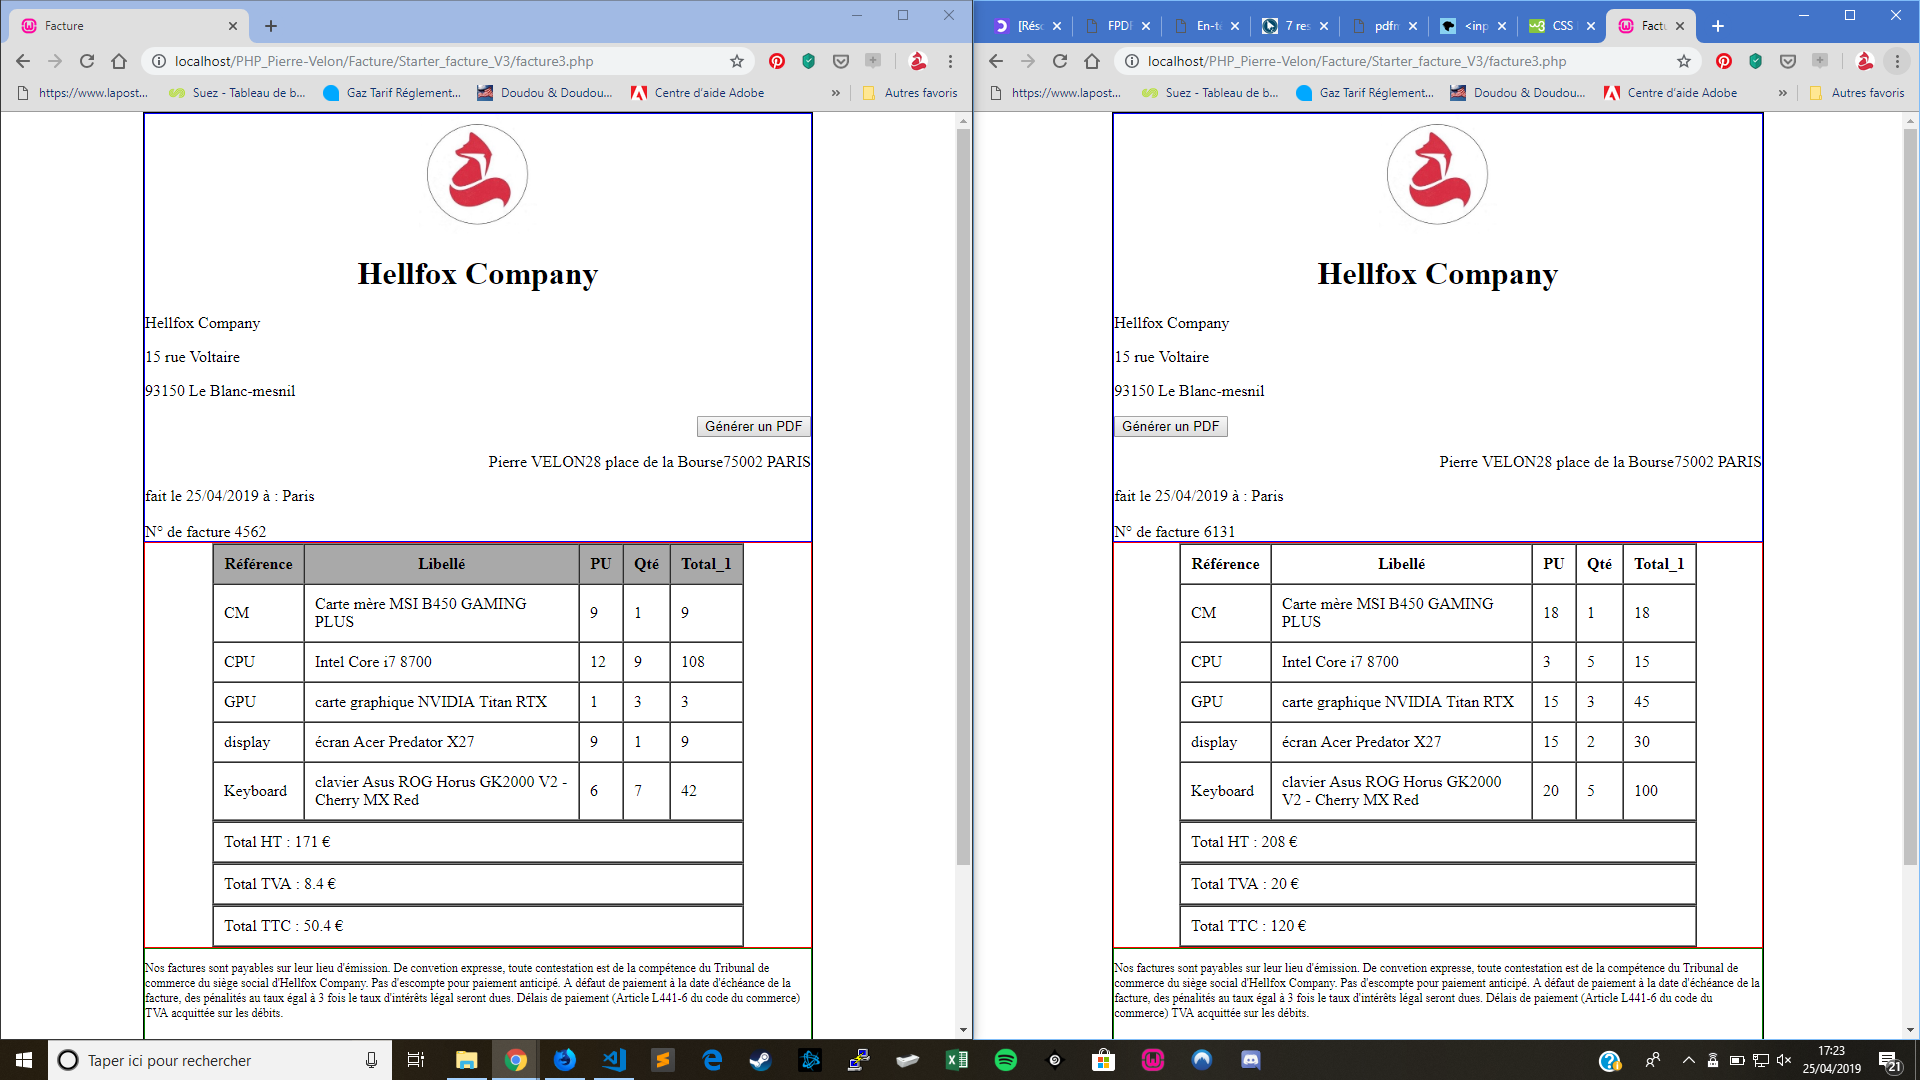 Facture
localhost/PHP_Pierre-Velon/Facture/Starter_facture_V3/facture3.php
https://www.lapost...
Suez - Tableau de b...
Gaz Tarif Réglement...
Doudou & Doudou...
Centre d'aide Adobe
»
Autres favoris
Hellfox Company
Hellfox Company
15 rue Voltaire
93150 Le Blanc-mesnil
Générer un PDF
Pierre VELON28 place de la Bourse75002 PARIS
fait le 25/04/2019 à : Paris
N° de facture 4562
Référence Libellé PU Qté Total_1
CM Carte mère MSI B450 GAMING PLUS 9 1 9
CPU Intel Core i7 8700 12 9 108
GPU carte graphique NVIDIA Titan RTX 1 3 3
display écran Acer Predator X27 9 1 9
Keyboard clavier Asus ROG Horus GK2000 V2 - Cherry MX Red 6 7 42
Total HT : 171 €
Total TVA : 8.4 €
Total TTC : 50.4 €
Nos factures sont payables sur leur lieu d'émission. De convetion expresse, toute contestation est de la compétence du Tribunal de
commerce du siège social d'Hellfox Company. Pas d'escompte pour paiement anticipé. A défaut de paiement à la date d'échéance de la
facture, des pénalités au taux égal à 3 fois le taux d'intérêts légal seront dues. Délais de paiement (Article L441-6 du code du commerce)
TVA acquittée sur les débits.
[Rés
FPDF
En-t
7 res
pdfm
<inp
CSS
Factu
localhost/PHP_Pierre-Velon/Facture/Starter_facture_V3/facture3.php
https://www.lapost...
Suez - Tableau de b...
Gaz Tarif Réglement...
Doudou & Doudou...
Centre d'aide Adobe
»
Autres favoris
Hellfox Company
Hellfox Company
15 rue Voltaire
93150 Le Blanc-mesnil
Générer un PDF
Pierre VELON28 place de la Bourse75002 PARIS
fait le 25/04/2019 à : Paris
N° de facture 6131
Référence Libellé PU Qté Total_1
CM Carte mère MSI B450 GAMING PLUS 18 1 18
CPU Intel Core i7 8700 3 5 15
GPU carte graphique NVIDIA Titan RTX 15 3 45
display écran Acer Predator X27 15 2 30
Keyboard clavier Asus ROG Horus GK2000 V2 - Cherry MX Red 20 5 100
Total HT : 208 €
Total TVA : 20 €
Total TTC : 120 €
Nos factures sont payables sur leur lieu d'émission. De convetion expresse, toute contestation est de la compétence du Tribunal de
commerce du siège social d'Hellfox Company. Pas d'escompte pour paiement anticipé. A défaut de paiement à la date d'échéance de la
facture, des pénalités au taux égal à 3 fois le taux d'intérêts légal seront dues. Délais de paiement (Article L441-6 du code du
commerce) TVA acquittée sur les débits.
Taper ici pour rechercher
17:23
25/04/2019
21